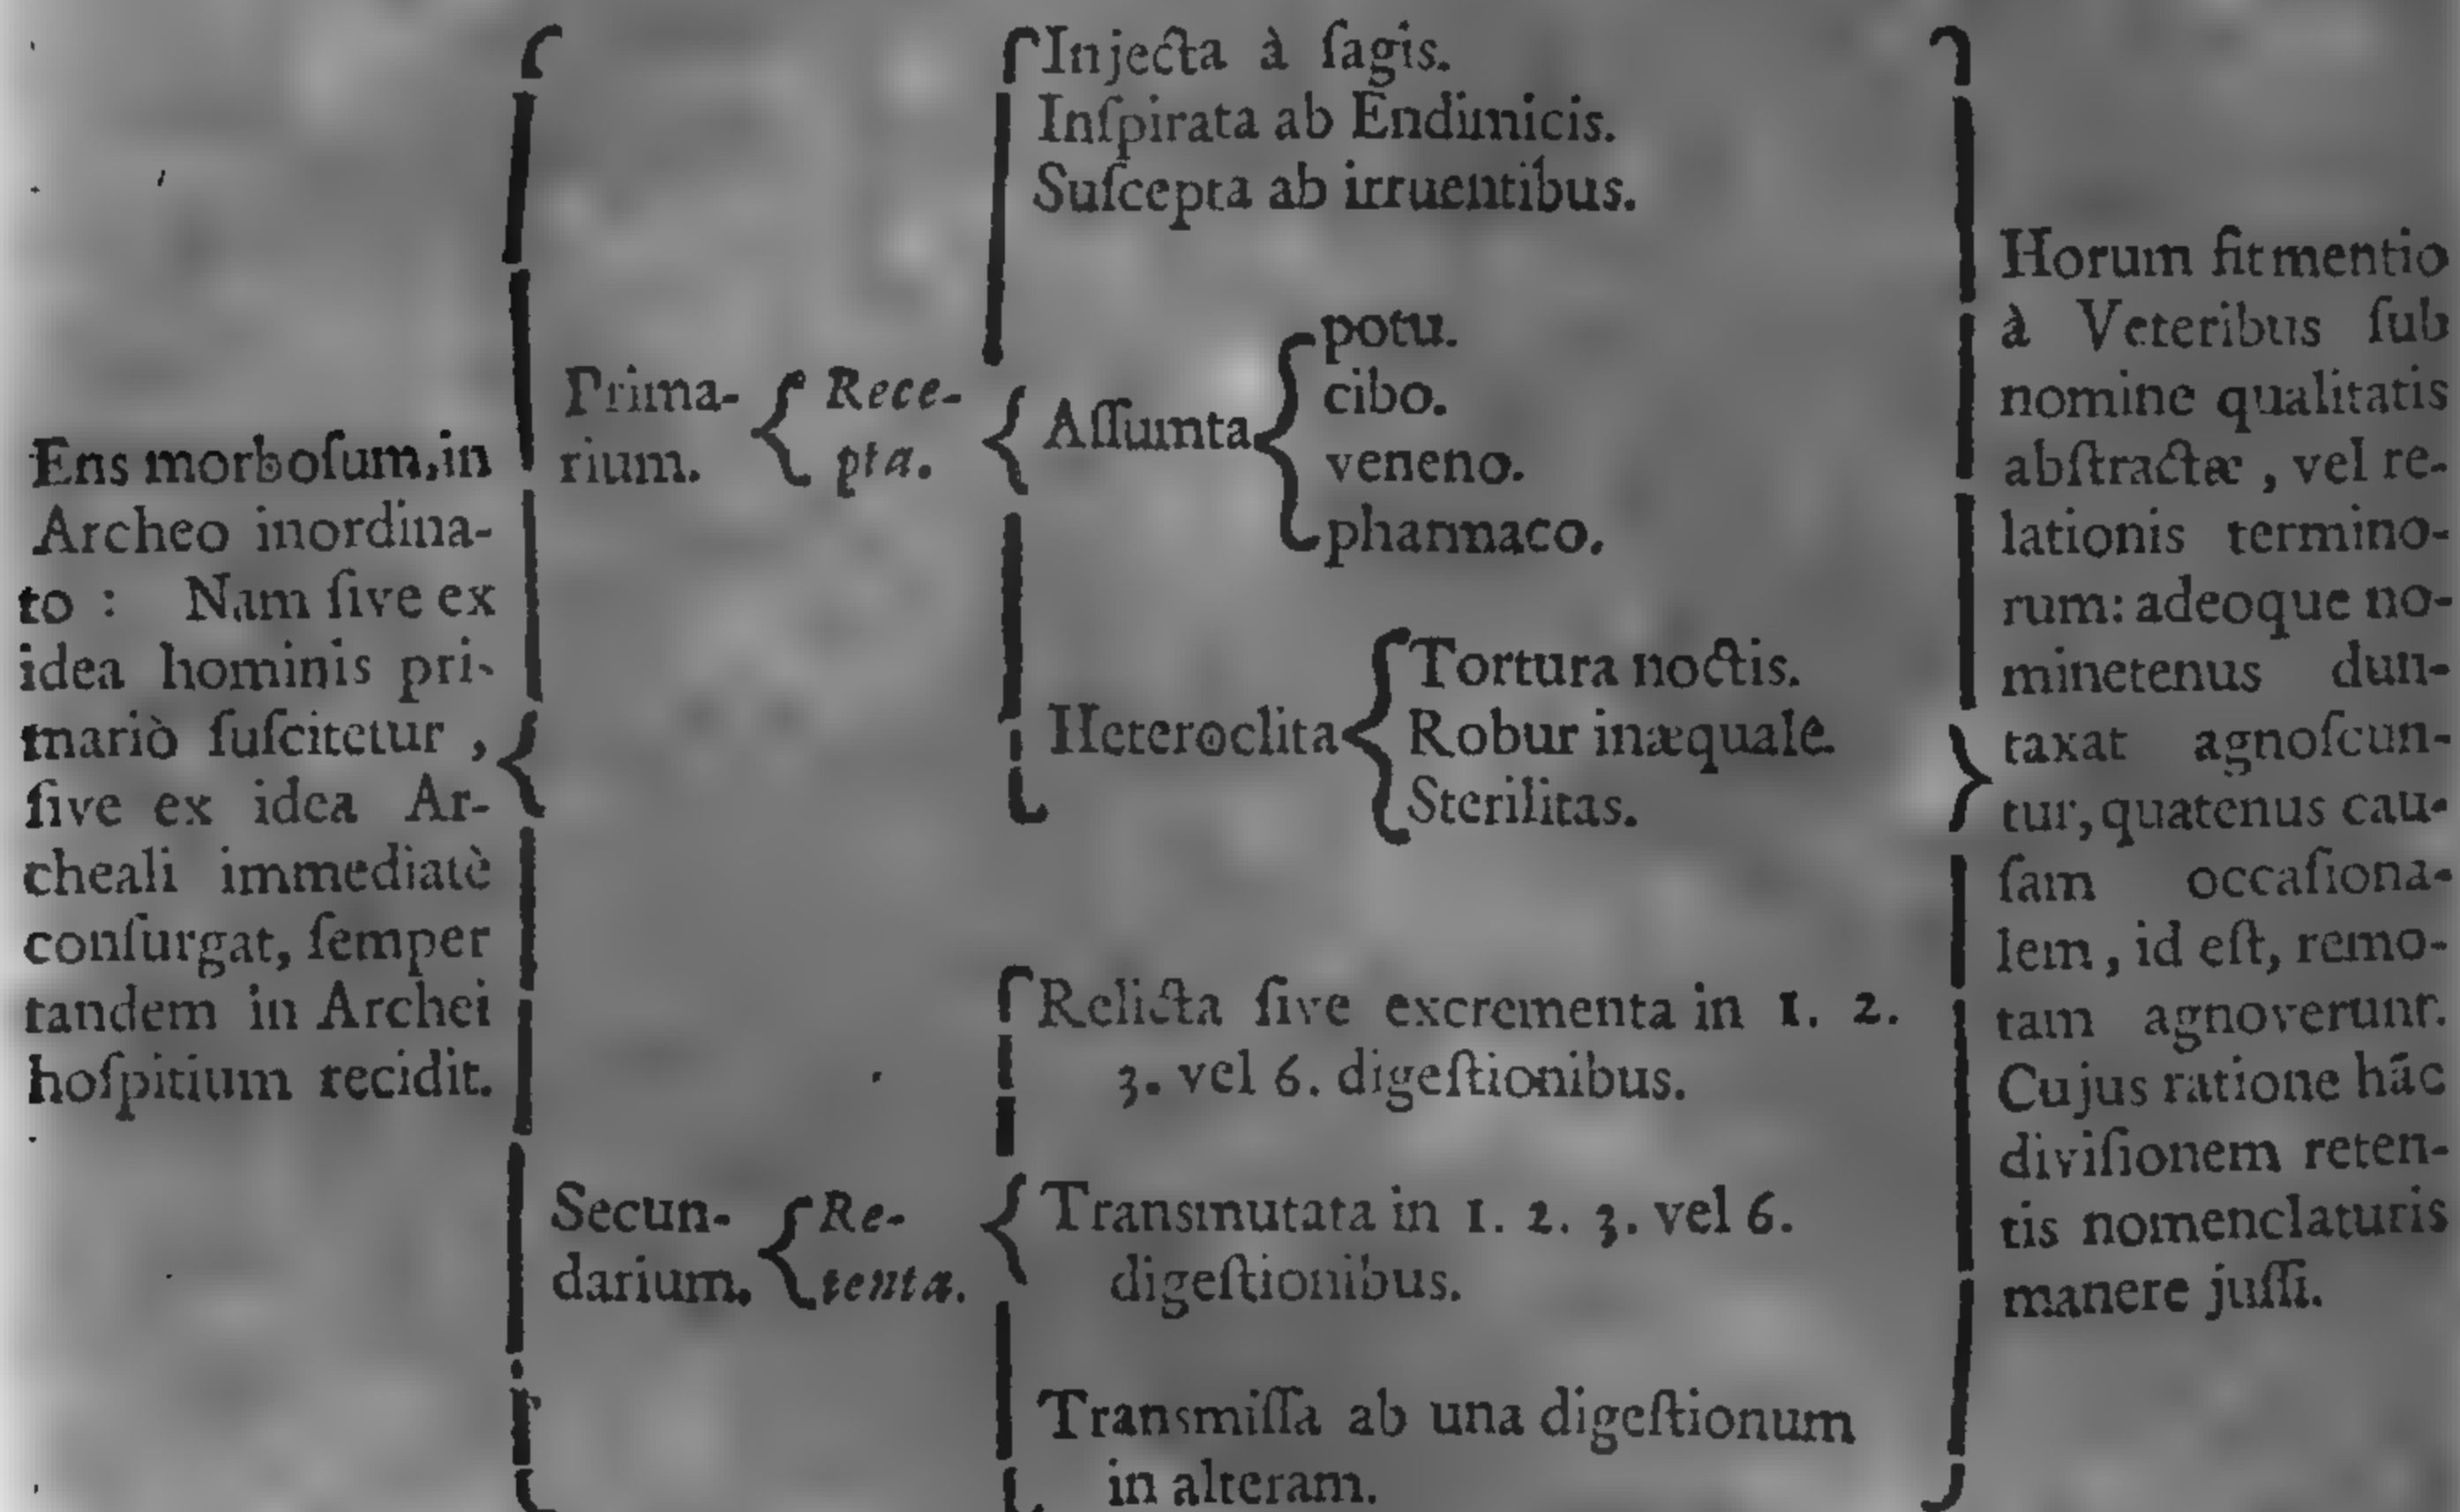 Ens morboſum, in
Archeo inordina-
to : Nam ſive ex
idea hominis pri-
mariò ſuſcitetur ,
ſive ex idea Ar-
cheali immediatè
conſurgat, ſemper
tandem in Archei
hoſpitium recidit.
Prima-
rium.
Rece-
pta.
Injecta à ſagis.
Inſpirata ab Endimicis.
Suſcepta ab irruentibus.
Aſſumta
potu.
cibo.
veneno.
pharmaco.
Heteroclita
Tortura noctis.
Robur inæquale.
Sterilitas.
Secun-
darium.
Re-
tenta.
Relicta ſive excrementa in 1. 2.
3. vel 6. digeſtionibus.
Transmutata in 1. 2. 3. vel 6.
digeſtionibus.
Transmiſſa ab una digeſtionum
in alteram.
Horum fit mentio
à Veteribus ſub
nomine qualitatis
abſtractæ , vel re-
lationis termino-
rum: adeoque no-
minetenus dun-
taxat agnoſcun-
tur, quatenus cau-
ſam occaſiona-
lem , id eſt, remo-
tam agnoverunt.
Cujus ratione hāc
diviſionem reten-
tis nomenclaturis
manere juſſi.